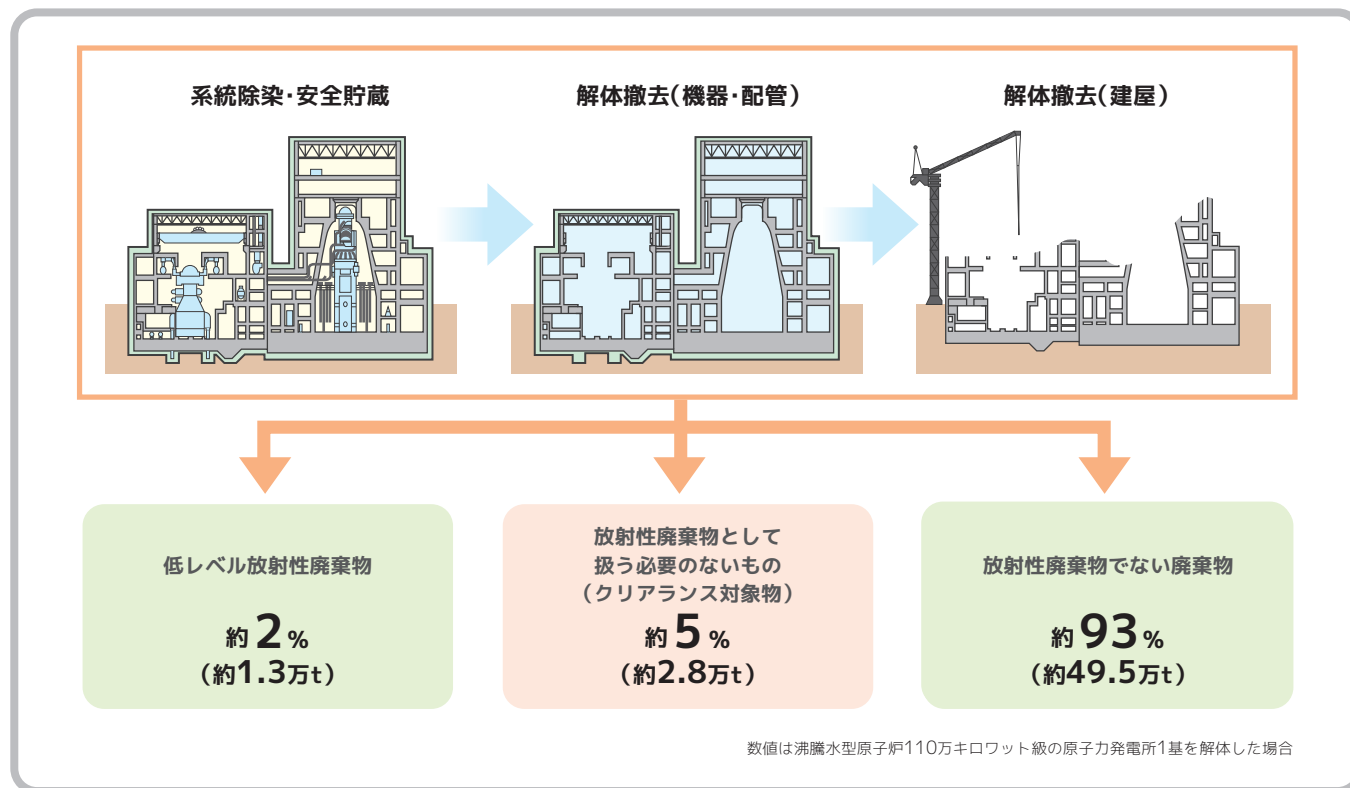 系統除染・安全貯蔵
解体撤去(機器・配管)
解体撤去(建屋)
低レベル放射性廃棄物
約2%
(約1.3万t)
放射性廃棄物として
扱う必要のないもの
(クリアランス対象物)
約5%
(約2.8万t)
放射性廃棄物でない廃棄物
約93%
(約49.5万t)
数値は沸騰水型原子炉110万キロワット級の原子力発電所1基を解体した場合